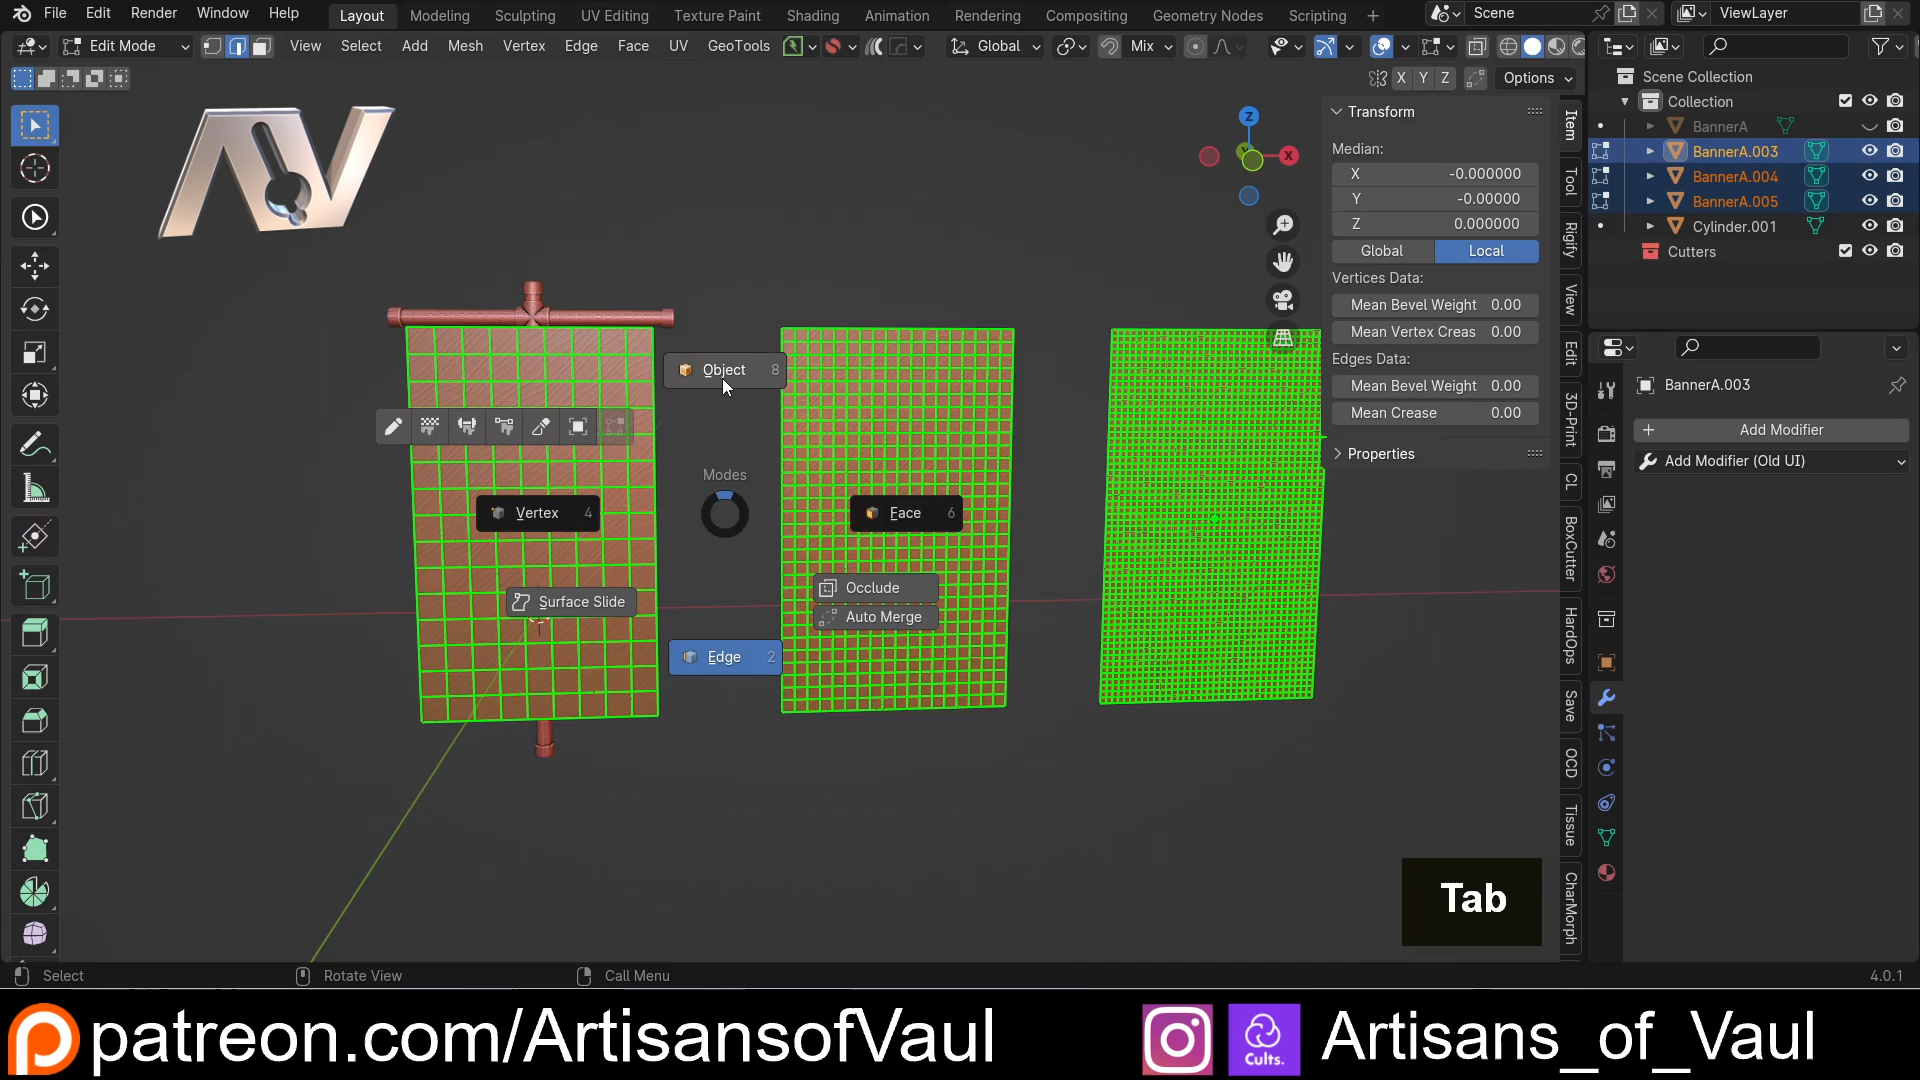 File Edit Render Window Help Layout Modeling Sculpting UV Editing Texture Paint Shading Animation Rendering Compositing Geometry Nodes Scripting + Scene ViewLayer
Edit Mode View Select Add Mesh Vertex Edge Face UV GeoTools Global Mix
X Y Z Options
Scene Collection
Collection
BannerA
BannerA.003
BannerA.004
BannerA.005
Cylinder.001
Cutters
Z
X
Transform
Median:
X -0.000000
Y -0.00000
Z 0.000000
Global Local
Vertices Data:
Mean Bevel Weight 0.00
Mean Vertex Creas 0.00
Edges Data:
Mean Bevel Weight 0.00
Mean Crease 0.00
Properties
Item
Tool
Rigify
View
Edit
3D-Print
CL
BoxCutter
HardOps
Save
OCD
Tissue
CharMorph
BannerA.003
Add Modifier
Add Modifier (Old UI)
AV
Object 8
Modes
Vertex 4
Face 6
Surface Slide
Occlude
Auto Merge
Edge 2
Tab
Select Rotate View Call Menu 4.0.1
patreon.com/ArtisansofVaul Cults. Artisans_of_Vaul